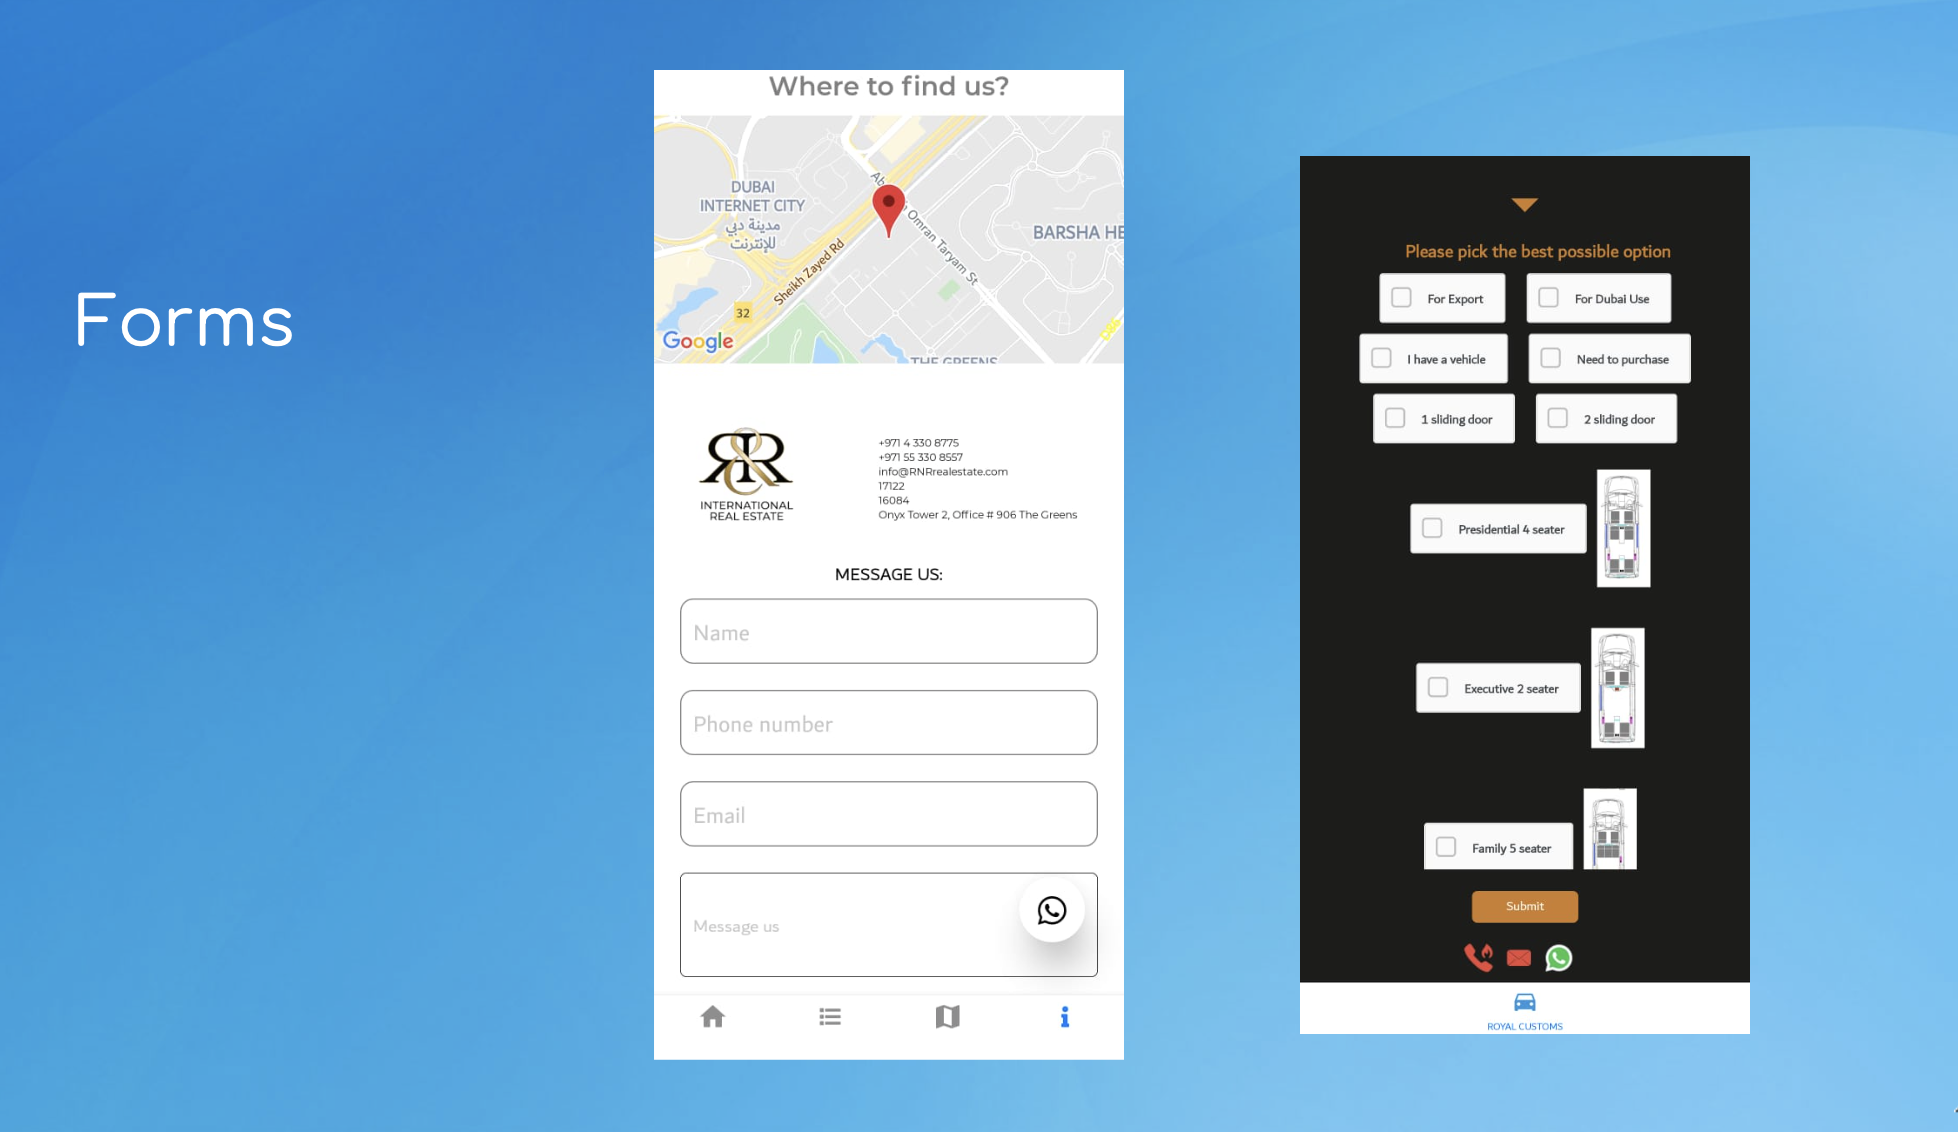 Forms
Where to find us?
DUBAI
INTERNET CITY
مدينة دبي
للإنترنت
Omran Taryam St
BARSHA HE
Sheikh Zayed Rd
32
Google
THE GREENS
R&R
INTERNATIONAL
REAL ESTATE
+971 4 330 8775
+971 55 330 8557
info@RNRrealestate.com
17122
16084
Onyx Tower 2, Office # 906 The Greens
MESSAGE US:
Name
Phone number
Email
Message us
Please pick the best possible option
For Export
For Dubai Use
I have a vehicle
Need to purchase
1 sliding door
2 sliding door
Presidential 4 seater
Executive 2 seater
Family 5 seater
Submit
ROYAL CUSTOMS